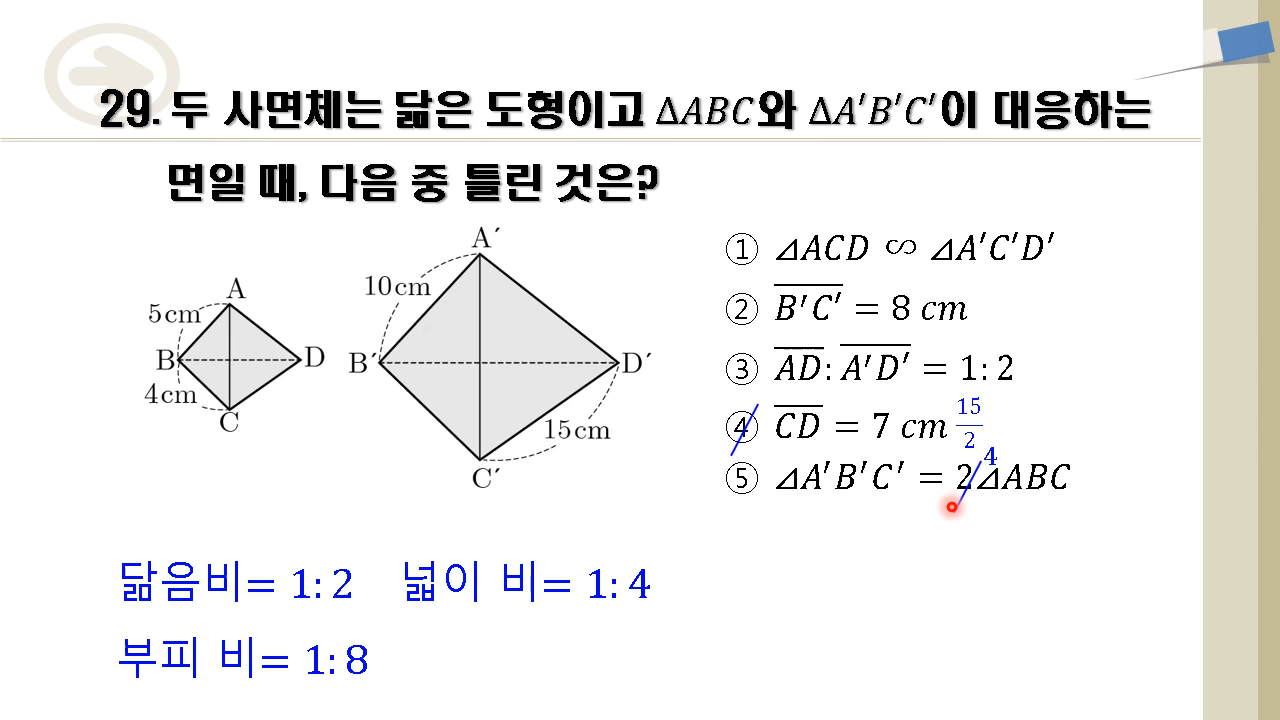 29. 두 사면체는 닮은 도형이고 ΔABC와 ΔA′B′C′이 대응하는
면일 때, 다음 중 틀린 것은?
A
5cm
B
D
4cm
C
A´
10cm
B´
D´
15cm
C´
① ⊿ACD ∽ ⊿A′C′D′
② B′C′ = 8 cm
③ AD: A′D′ = 1: 2
④ CD = 7 cm 15/2
4
⑤ ⊿A′B′C′ = 2⊿ABC
닮음비= 1: 2 넓이 비= 1: 4
부피 비= 1: 8